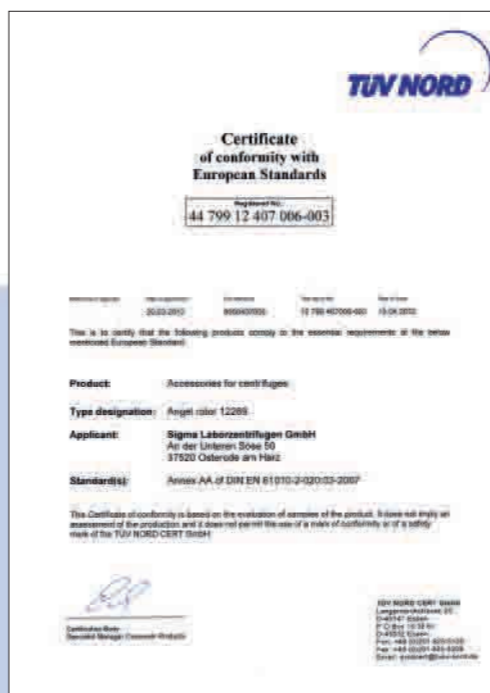 TÜV NORD
Certificate
of conformity with
European Standards
Registered No.:
44 799 12 407 006-003
20.03.2012
This is to certify that the following products comply to the essential requirements of the below
mentioned European Standard.
Product: Accessories for centrifuges
Type designation: Angel rotor 12269
Applicant: Sigma Laborzentrifugen GmbH
An der Unteren Söse 50
37520 Osterode am Harz
Standard(s): Annex AA of DIN EN 61010-2-020:03-2007
This Certificate of conformity is based on the evaluation of samples of the product. It does not imply an
assessment of the production and it does not permit the use of a mark of conformity or of a safety
mark of the TÜV NORD CERT GmbH
Certification Body
TÜV NORD CERT GmbH
Essen